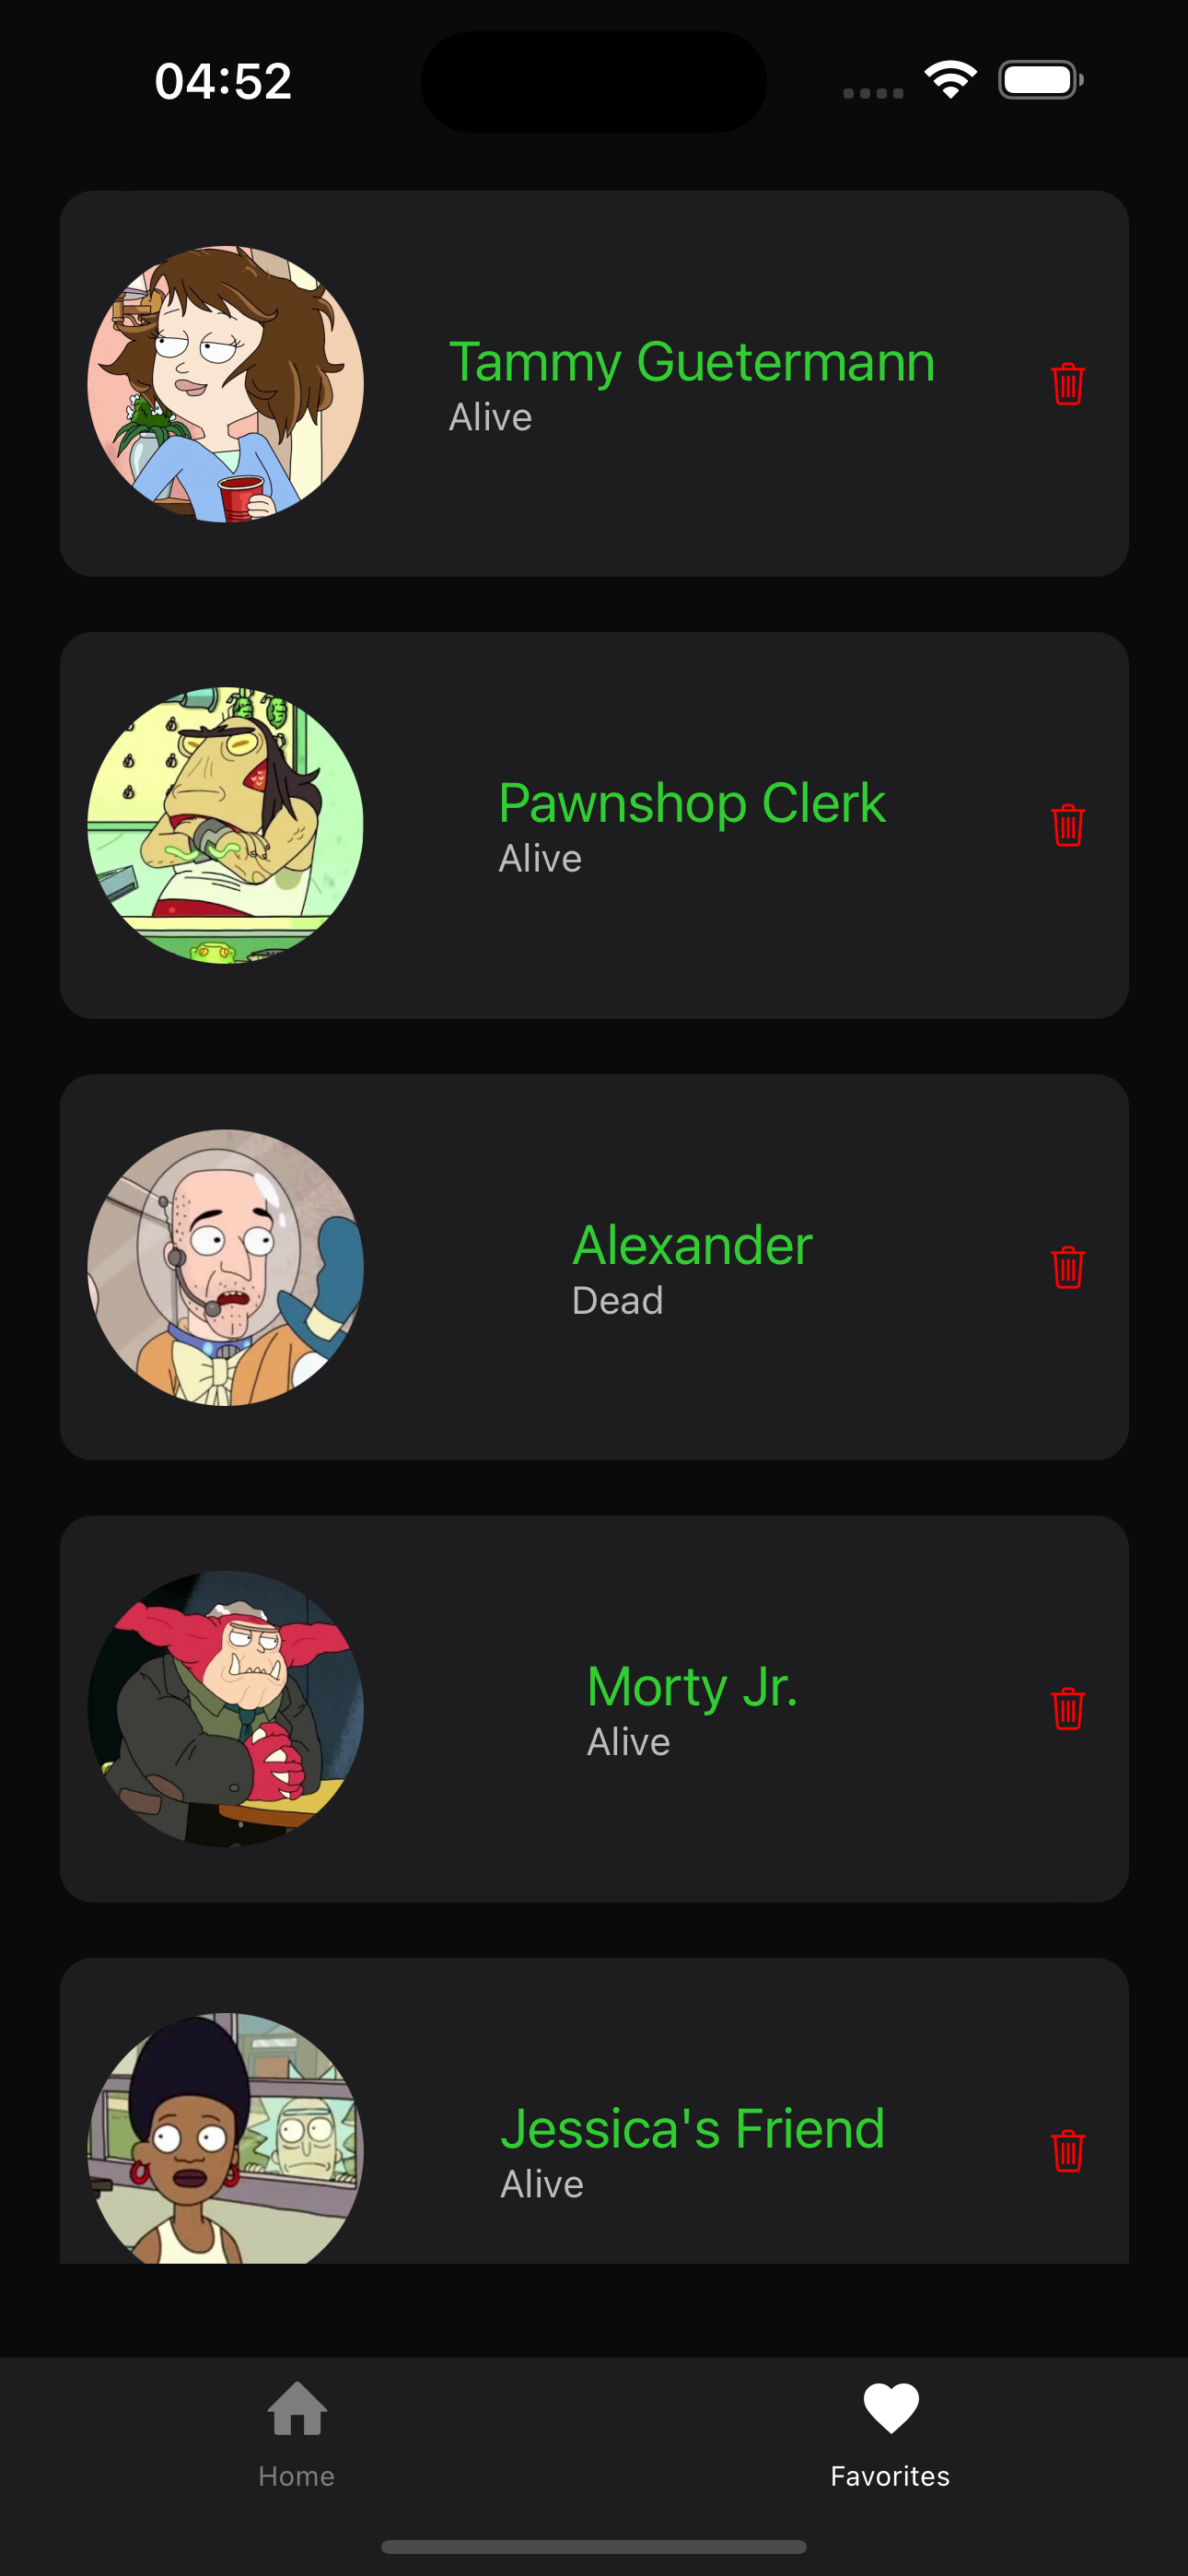 04:52
Tammy Guetermann
Alive
Pawnshop Clerk
Alive
Alexander
Dead
Morty Jr.
Alive
Jessica's Friend
Alive
Home
Favorites